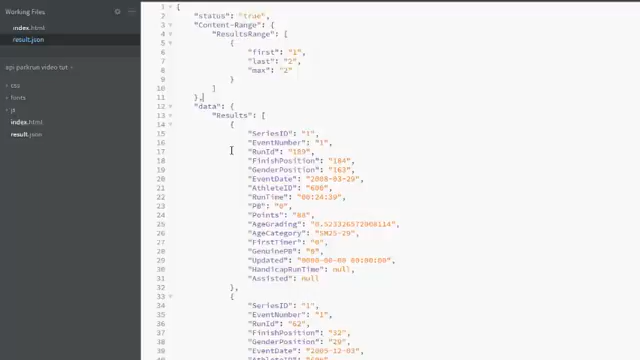 Working Files
index.html
result.json
api parkrun video tut
css
fonts
js
index.html
result.json
1 {
2 "status": "true",
3 "Content-Range": {
4 "ResultsRange": [
5 {
6 "first": "1",
7 "last": "2",
8 "max": "2"
9 }
10 ]
11 },
12 "data": {
13 "Results": [
14 {
15 "SeriesID": "1",
16 "EventNumber": "1",
17 "RunId": "189",
18 "FinishPosition": "184",
19 "GenderPosition": "163",
20 "EventDate": "2008-03-29",
21 "AthleteID": "600",
22 "RunTime": "00:24:39",
23 "PB": "0",
24 "Points": "88",
25 "AgeGrading": "0.523326572008114",
26 "AgeCategory": "SM25-29",
27 "FirstTimer": "0",
28 "GenuinePB": "0",
29 "Updated": "0000-00-00 00:00:00",
30 "HandicapRunTime": null,
31 "Assisted": null
32 },
33 {
34 "SeriesID": "1",
35 "EventNumber": "1",
36 "RunId": "62",
37 "FinishPosition": "32",
38 "GenderPosition": "29",
39 "EventDate": "2005-12-03",